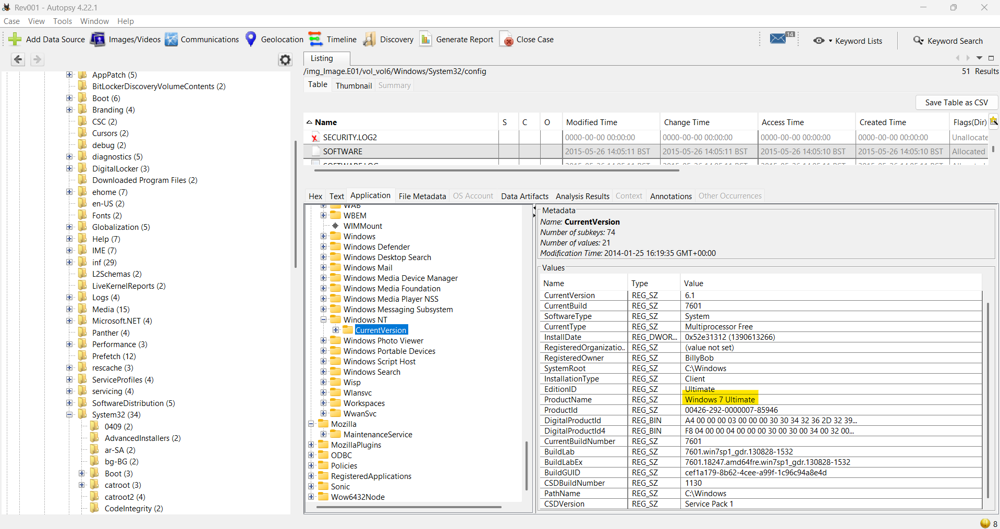 Rev001 - Autopsy 4.22.1
Case View Tools Window Help
Add Data Source Images/Videos Communications Geolocation Timeline Discovery Generate Report Close Case 14 Keyword Lists Keyword Search
Listing
/img_Image.E01/vol_vol6/Windows/System32/config 51 Results
Table Thumbnail Summary
Save Table as CSV
Name S C O Modified Time Change Time Access Time Created Time Flags(Dir)
SECURITY.LOG2 0000-00-00 00:00:00 0000-00-00 00:00:00 0000-00-00 00:00:00 0000-00-00 00:00:00 Unallocate
SOFTWARE 2015-05-26 14:05:11 BST 2015-05-26 14:05:11 BST 2015-05-26 14:05:10 BST 2015-05-26 14:05:10 BST Allocated
AppPatch (5)
BitLockerDiscoveryVolumeContents (2)
Boot (6)
Branding (4)
CSC (2)
Cursors (2)
debug (2)
diagnostics (5)
DigitalLocker (3)
Downloaded Program Files (2)
ehome (7)
en-US (2)
Fonts (2)
Globalization (5)
Help (7)
IME (7)
inf (29)
L2Schemas (2)
LiveKernelReports (2)
Logs (4)
Media (15)
Microsoft.NET (4)
Panther (4)
Performance (3)
Prefetch (12)
rescache (3)
ServiceProfiles (4)
servicing (4)
SoftwareDistribution (5)
System32 (34)
0409 (2)
AdvancedInstallers (2)
ar-SA (2)
bg-BG (2)
Boot (3)
catroot (3)
catroot2 (4)
CodeIntegrity (2)
Hex Text Application File Metadata OS Account Data Artifacts Analysis Results Context Annotations Other Occurrences
WAB
WBEM
WIMMount
Windows
Windows Defender
Windows Desktop Search
Windows Mail
Windows Media Device Manager
Windows Media Foundation
Windows Media Player NSS
Windows Messaging Subsystem
Windows NT
CurrentVersion
Windows Photo Viewer
Windows Portable Devices
Windows Script Host
Windows Search
Wisp
Wlansvc
Workspaces
WwanSvc
Mozilla
MaintenanceService
MozillaPlugins
ODBC
Policies
RegisteredApplications
Sonic
Wow6432Node
Metadata
Name: CurrentVersion
Number of subkeys: 74
Number of values: 21
Modification Time: 2014-01-25 16:19:35 GMT+00:00
Values
Name Type Value
CurrentVersion REG_SZ 6.1
CurrentBuild REG_SZ 7601
SoftwareType REG_SZ System
CurrentType REG_SZ Multiprocessor Free
InstallDate REG_DWOR... 0x52e31312 (1390613266)
RegisteredOrganizatio.. REG_SZ (value not set)
RegisteredOwner REG_SZ BillyBob
SystemRoot REG_SZ C:\Windows
InstallationType REG_SZ Client
EditionID REG_SZ Ultimate
ProductName REG_SZ Windows 7 Ultimate
ProductId REG_SZ 00426-292-0000007-85946
DigitalProductId REG_BIN A4 00 00 00 03 00 00 00 30 30 34 32 36 2D 32 39...
DigitalProductId4 REG_BIN F8 04 00 00 04 00 00 00 30 00 30 00 34 00 32 00...
CurrentBuildNumber REG_SZ 7601
BuildLab REG_SZ 7601.win7sp1_gdr.130828-1532
BuildLabEx REG_SZ 7601.18247.amd64fre.win7sp1_gdr.130828-1532
BuildGUID REG_SZ cef1a179-8b62-4cee-a99f-1c96c94a8e4d
CSDBuildNumber REG_SZ 1130
PathName REG_SZ C:\Windows
CSDVersion REG_SZ Service Pack 1
8